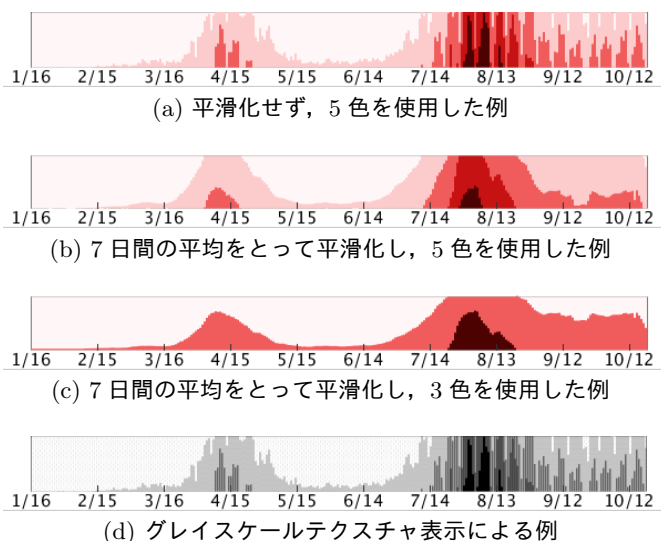 1/16 2/15 3/16 4/15 5/15 6/14 7/14 8/13 9/12 10/12
(a) 平滑化せず，5 色を使用した例
1/16 2/15 3/16 4/15 5/15 6/14 7/14 8/13 9/12 10/12
(b) 7 日間の平均をとって平滑化し，5 色を使用した例
1/16 2/15 3/16 4/15 5/15 6/14 7/14 8/13 9/12 10/12
(c) 7 日間の平均をとって平滑化し，3 色を使用した例
1/16 2/15 3/16 4/15 5/15 6/14 7/14 8/13 9/12 10/12
(d) グレイスケールテクスチャ表示による例